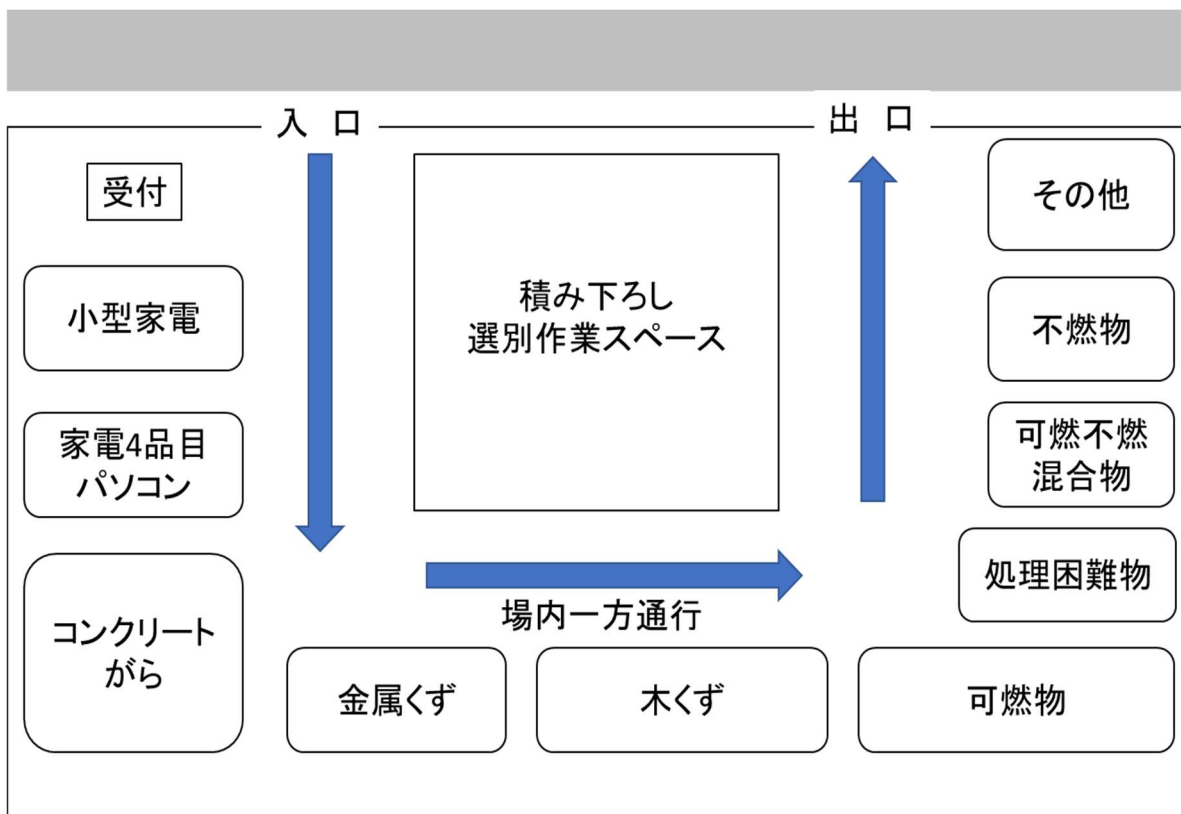 入 口
出 口
受付
小型家電
家電4品目
パソコン
コンクリート
がら
積み下ろし
選別作業スペース
場内一方通行
金属くず
木くず
可燃物
その他
不燃物
可燃不燃
混合物
処理困難物